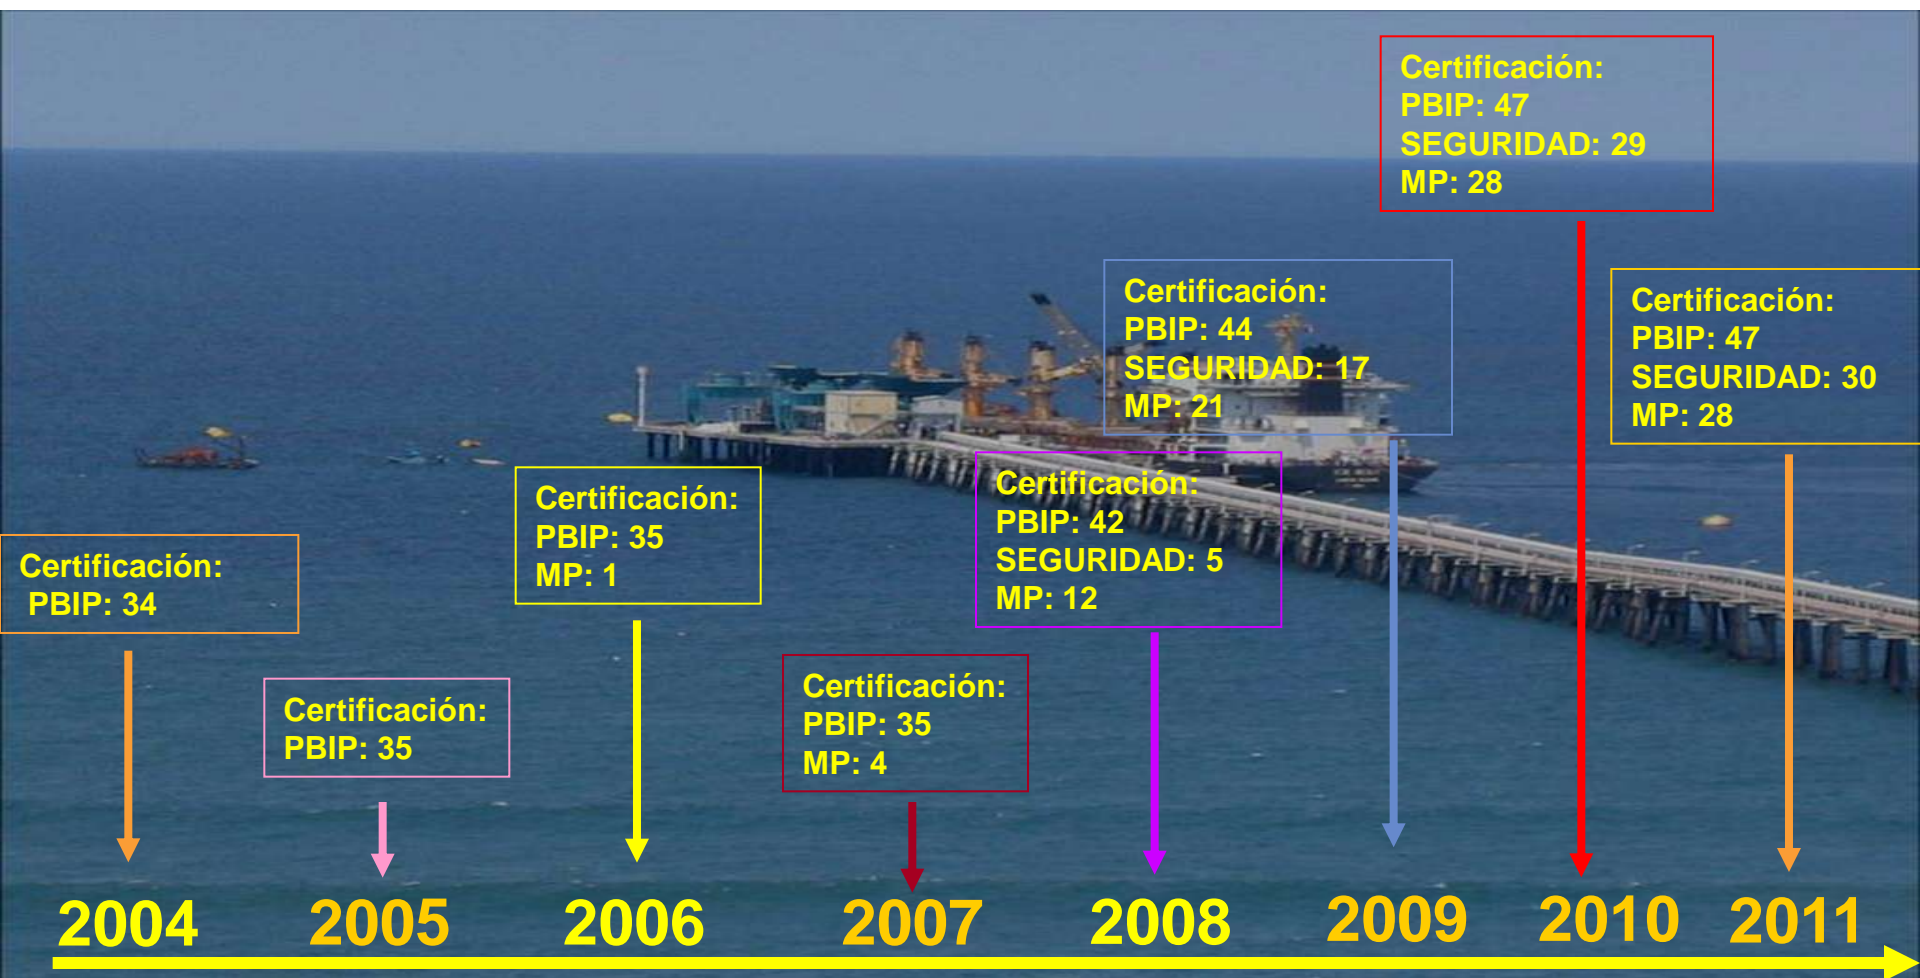 Certificación:
PBIP: 34
2004
Certificación:
PBIP: 35
2005
Certificación:
PBIP: 35
MP: 1
2006
Certificación:
PBIP: 35
MP: 4
2007
Certificación:
PBIP: 42
SEGURIDAD: 5
MP: 12
2008
Certificación:
PBIP: 44
SEGURIDAD: 17
MP: 21
2009
Certificación:
PBIP: 47
SEGURIDAD: 29
MP: 28
2010
Certificación:
PBIP: 47
SEGURIDAD: 30
MP: 28
2011